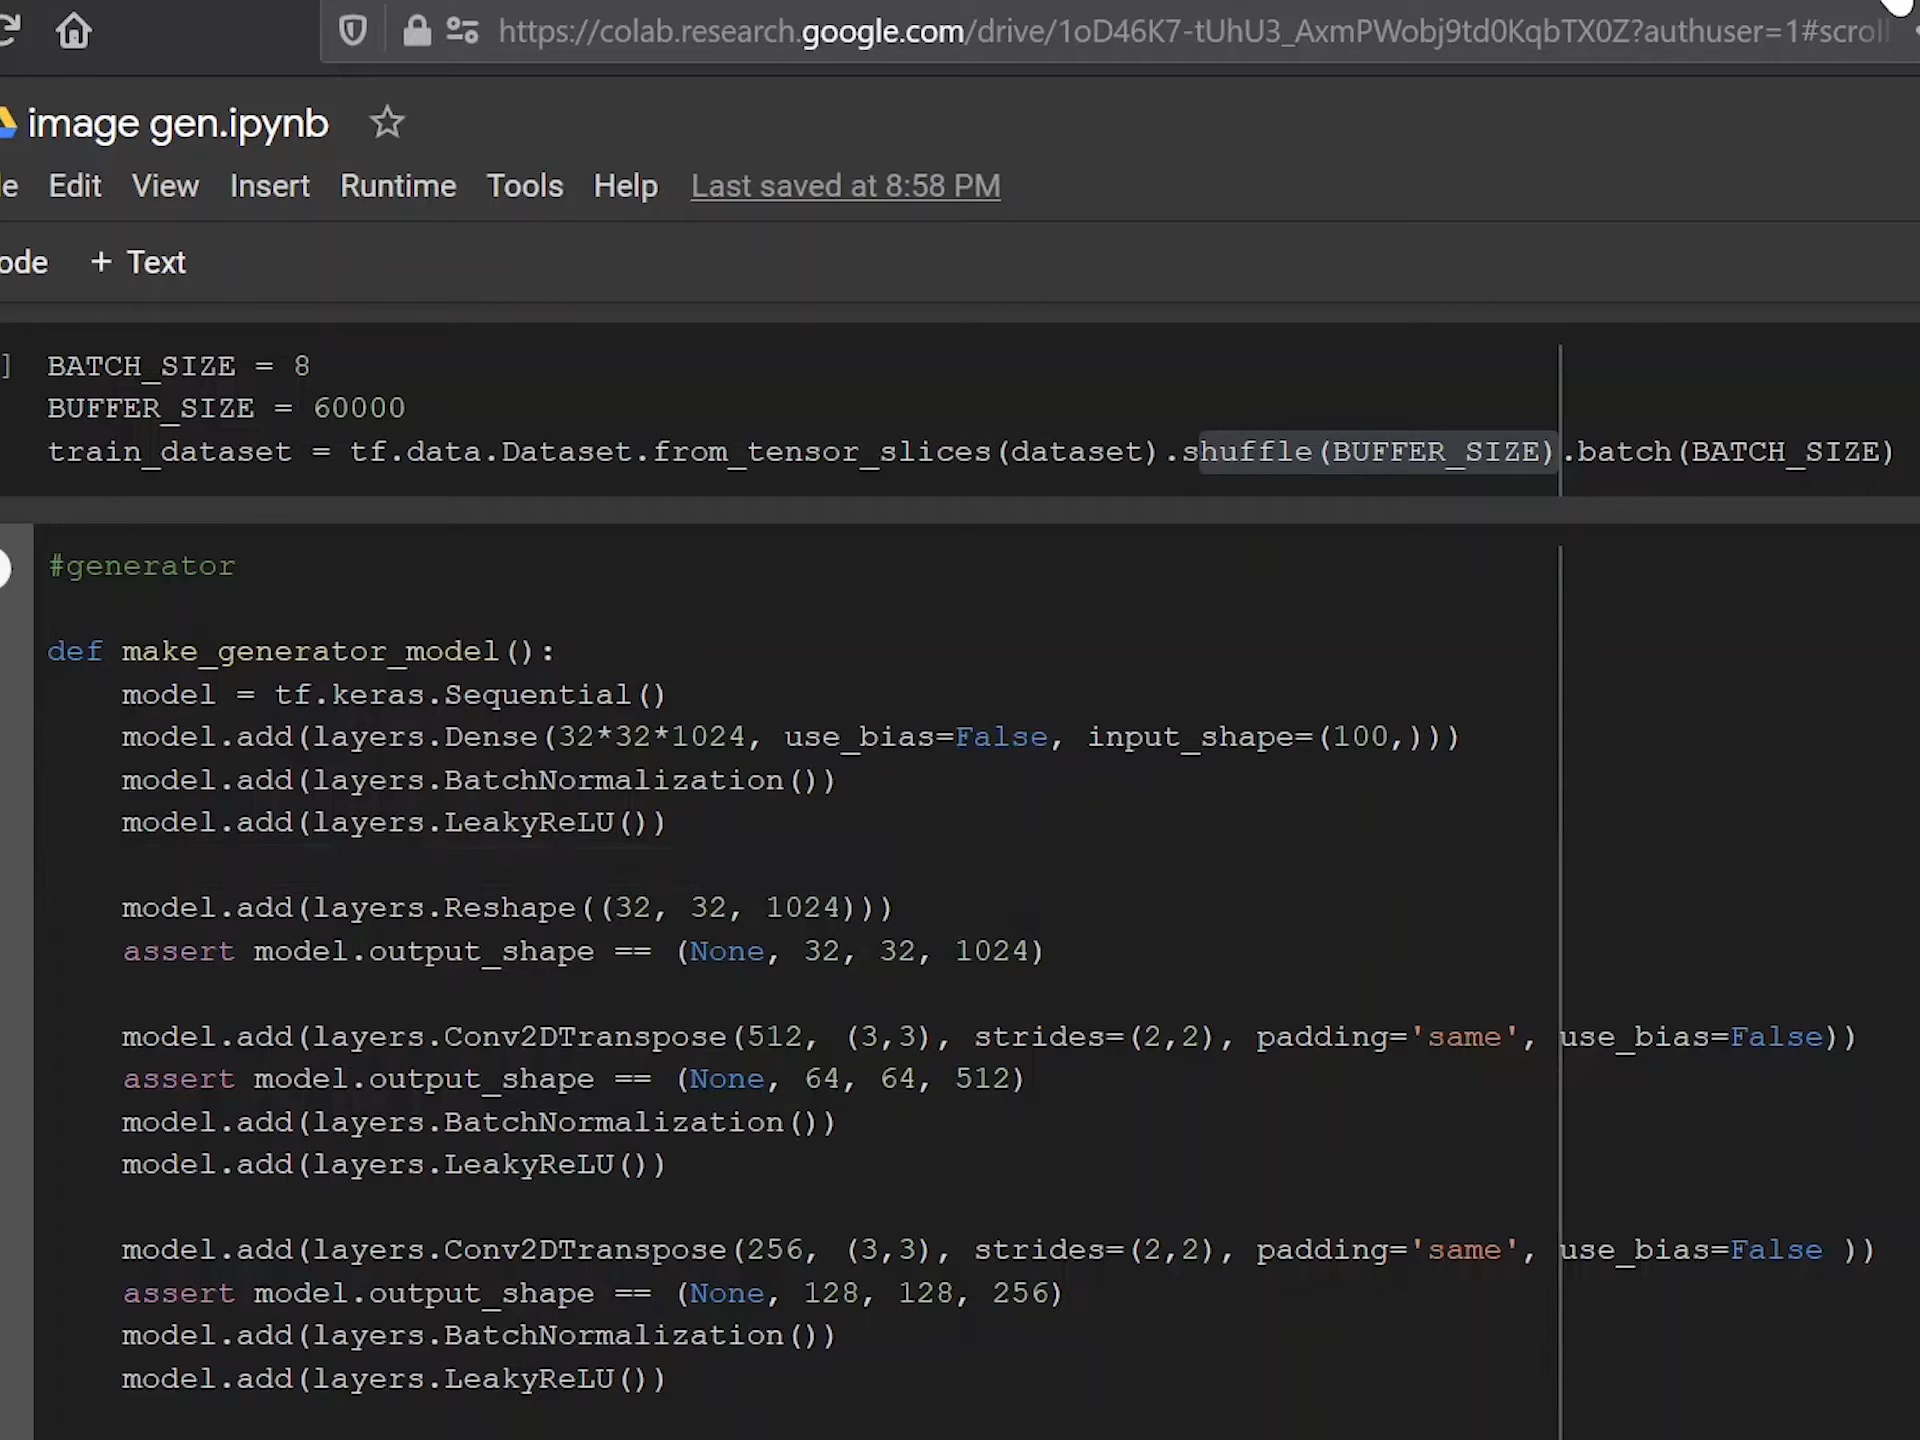 https://colab.research.google.com/drive/1oD46K7-tUhU3_AxmPWobj9td0KqbTX0Z?authuser=1#scroll
image gen.ipynb
le Edit View Insert Runtime Tools Help Last saved at 8:58 PM
ode + Text
] BATCH_SIZE = 8
BUFFER_SIZE = 60000
train_dataset = tf.data.Dataset.from_tensor_slices(dataset).shuffle(BUFFER_SIZE).batch(BATCH_SIZE)
#generator
def make_generator_model():
model = tf.keras.Sequential()
model.add(layers.Dense(32*32*1024, use_bias=False, input_shape=(100,)))
model.add(layers.BatchNormalization())
model.add(layers.LeakyReLU())
model.add(layers.Reshape((32, 32, 1024)))
assert model.output_shape == (None, 32, 32, 1024)
model.add(layers.Conv2DTranspose(512, (3,3), strides=(2,2), padding='same', use_bias=False))
assert model.output_shape == (None, 64, 64, 512)
model.add(layers.BatchNormalization())
model.add(layers.LeakyReLU())
model.add(layers.Conv2DTranspose(256, (3,3), strides=(2,2), padding='same', use_bias=False ))
assert model.output_shape == (None, 128, 128, 256)
model.add(layers.BatchNormalization())
model.add(layers.LeakyReLU())